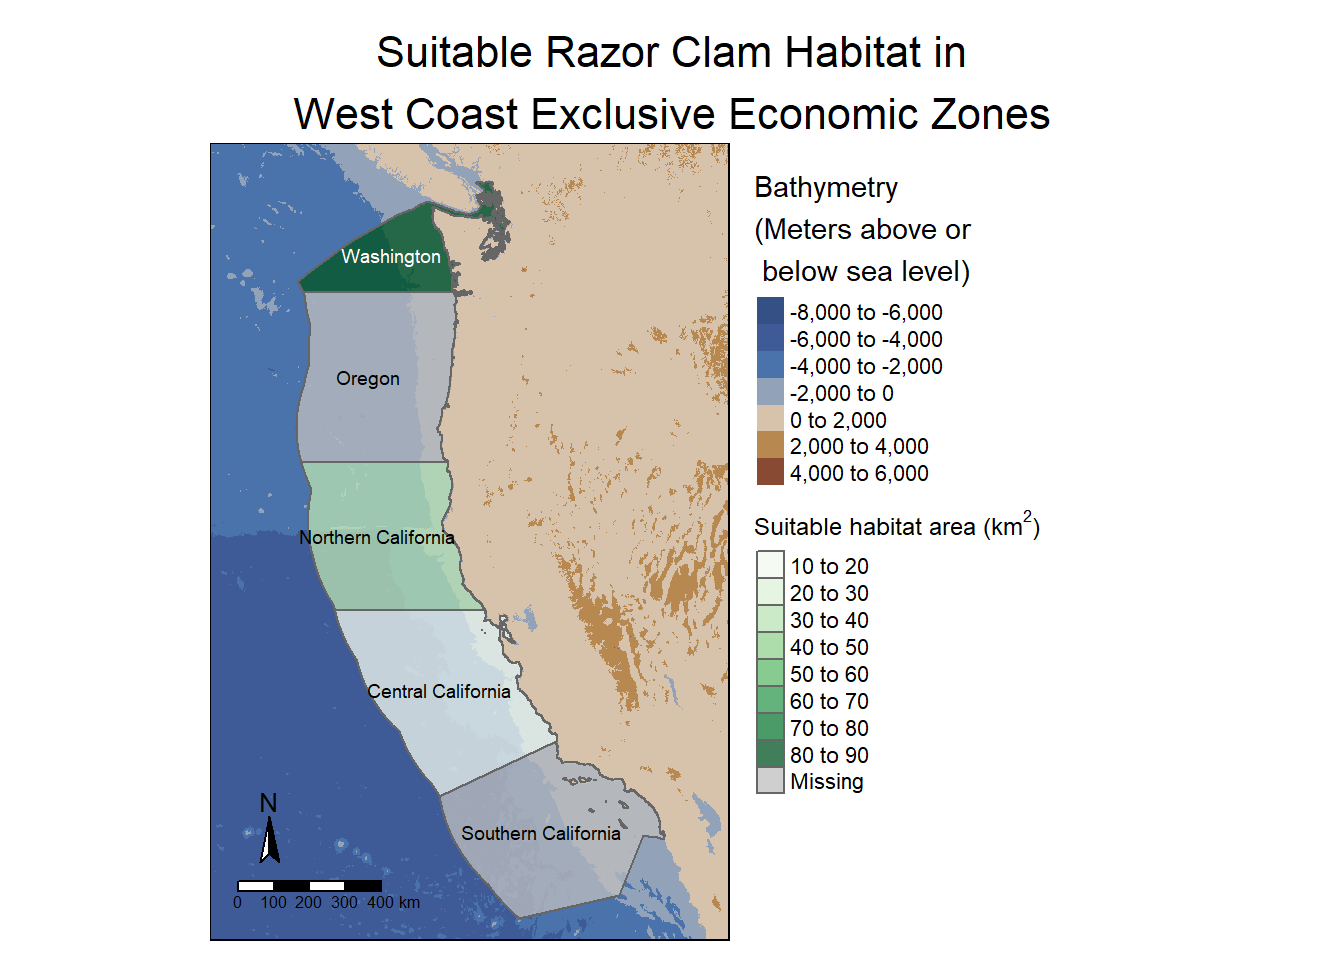 Suitable Razor Clam Habitat in
West Coast Exclusive Economic Zones
Washington
Oregon
Northern California
Central California
Southern California
N
0 100 200 300 400 km
Bathymetry
(Meters above or
below sea level)
-8,000 to -6,000
-6,000 to -4,000
-4,000 to -2,000
-2,000 to 0
0 to 2,000
2,000 to 4,000
4,000 to 6,000
Suitable habitat area (km²)
10 to 20
20 to 30
30 to 40
40 to 50
50 to 60
60 to 70
70 to 80
80 to 90
Missing